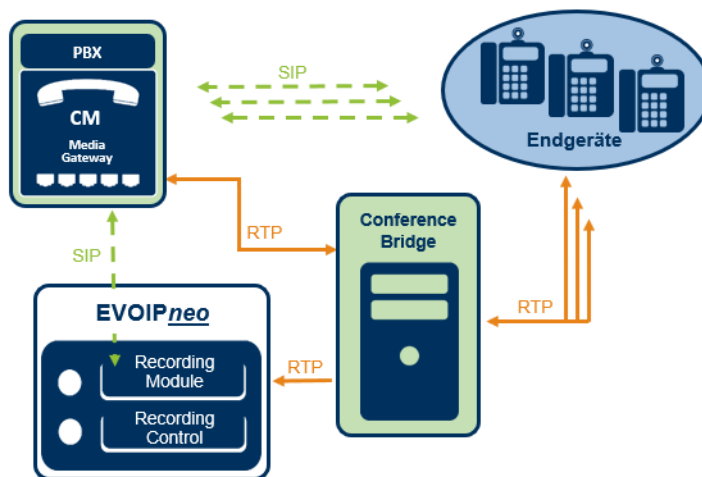 PBX
CM
Media
Gateway
SIP
Endgeräte
RTP
Conference
Bridge
SIP
EVOIPneo
Recording
Module
Recording
Control
RTP
RTP